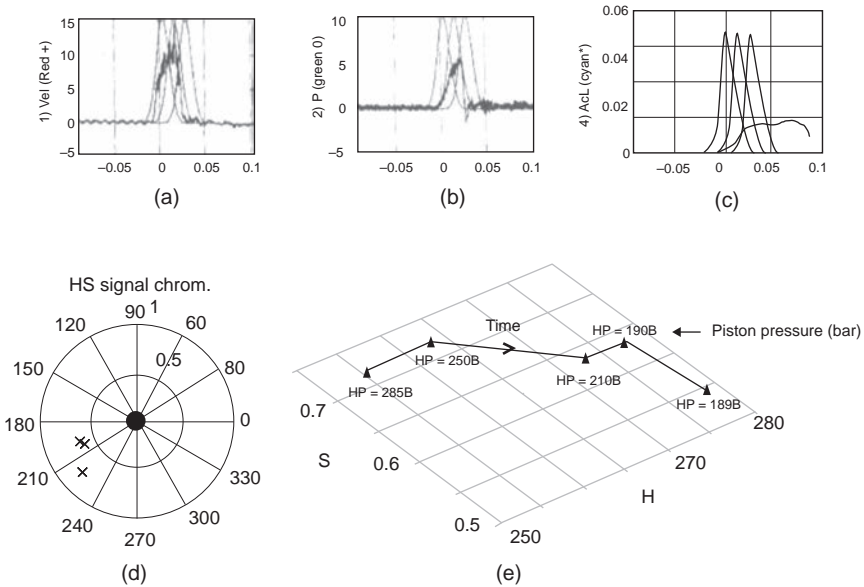 15
10
5
0
–5
1) Vel (Red +)
–0.05 0 0.05 0.1
(a)
10
5
0
–5
2) P (green 0)
–0.05 0 0.05 0.1
(b)
0.06
0.04
0.02
0
4) AcL (cyan*)
–0.05 0 0.05 0.1
(c)
HS signal chrom.
90 1
120 60
0.5
150 80
180 0
210 330
240 300
270
(d)
Time
HP = 190B
Piston pressure (bar)
HP = 250B
HP = 285B
HP = 210B
HP = 189B
0.7
280
S
0.6
270
H
0.5
250
(e)